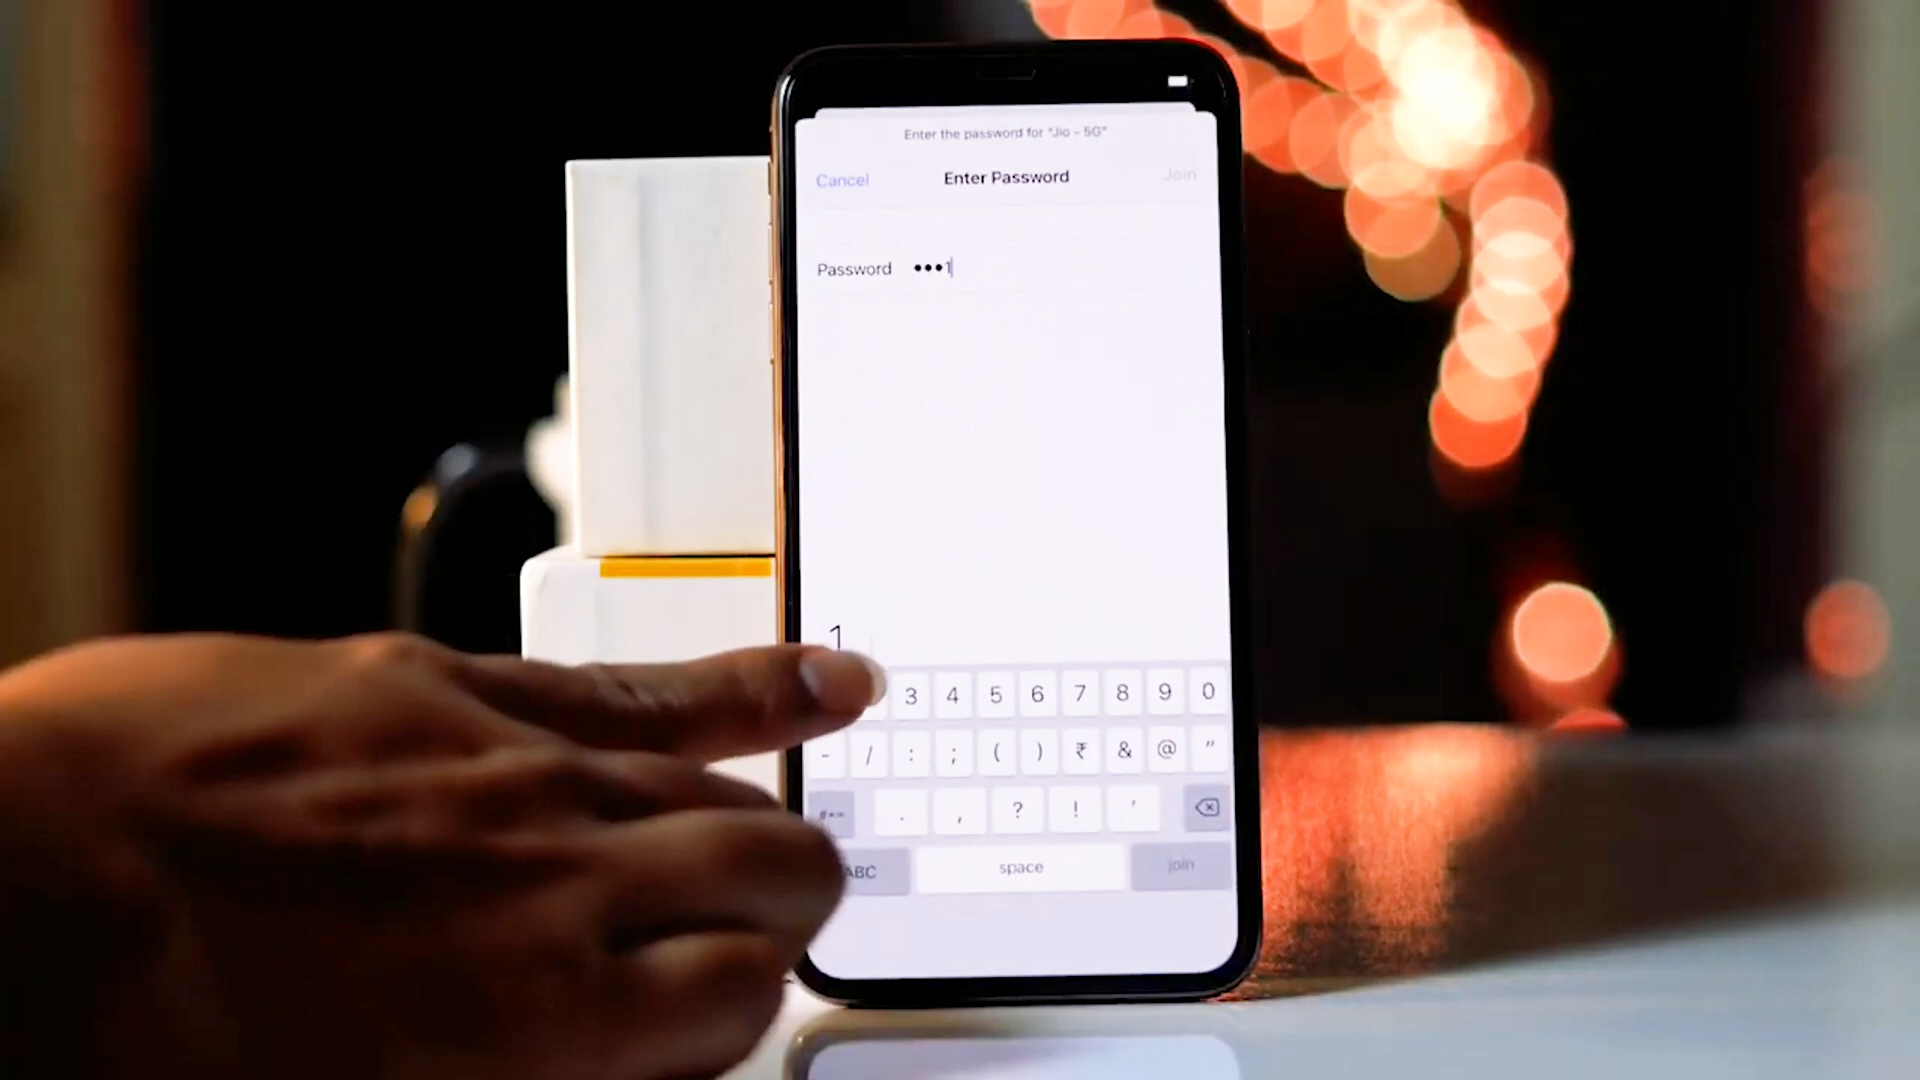 Enter the password for "Jio - 5G"
Cancel Enter Password Join
Password •••1
1
3 4 5 6 7 8 9 0
- / : ; ( ) ₹ & @ "
#+= . , ? ! '
ABC space join